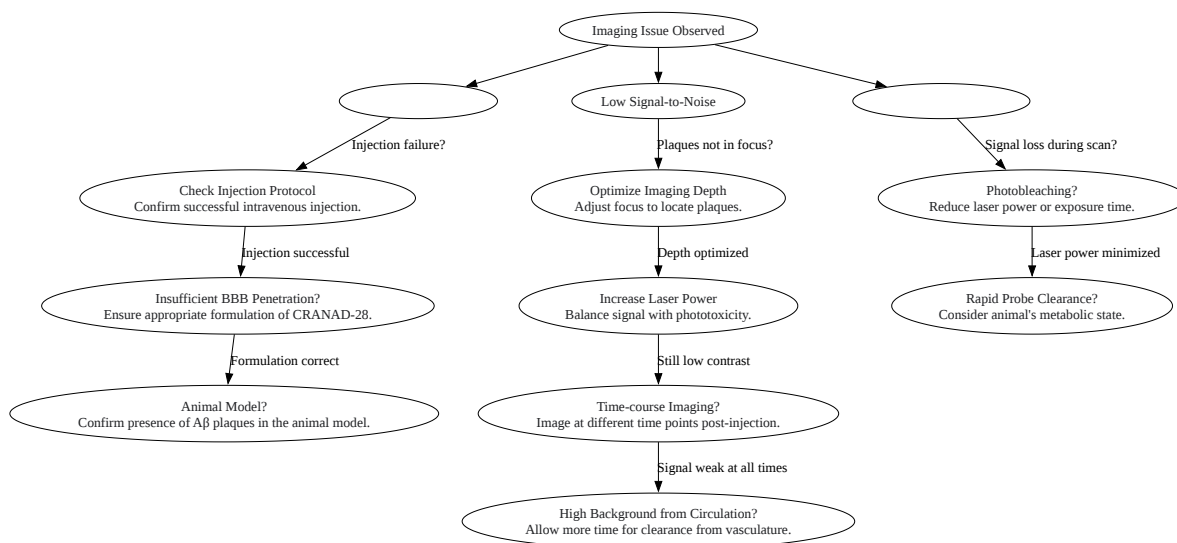 Imaging Issue Observed
Low Signal-to-Noise
Injection failure?
Plaques not in focus?
Signal loss during scan?
Check Injection Protocol
Confirm successful intravenous injection.
Optimize Imaging Depth
Adjust focus to locate plaques.
Photobleaching?
Reduce laser power or exposure time.
Injection successful
Depth optimized
Laser power minimized
Insufficient BBB Penetration?
Ensure appropriate formulation of CRANAD-28.
Increase Laser Power
Balance signal with phototoxicity.
Rapid Probe Clearance?
Consider animal's metabolic state.
Formulation correct
Still low contrast
Animal Model?
Confirm presence of Aβ plaques in the animal model.
Time-course Imaging?
Image at different time points post-injection.
Signal weak at all times
High Background from Circulation?
Allow more time for clearance from vasculature.